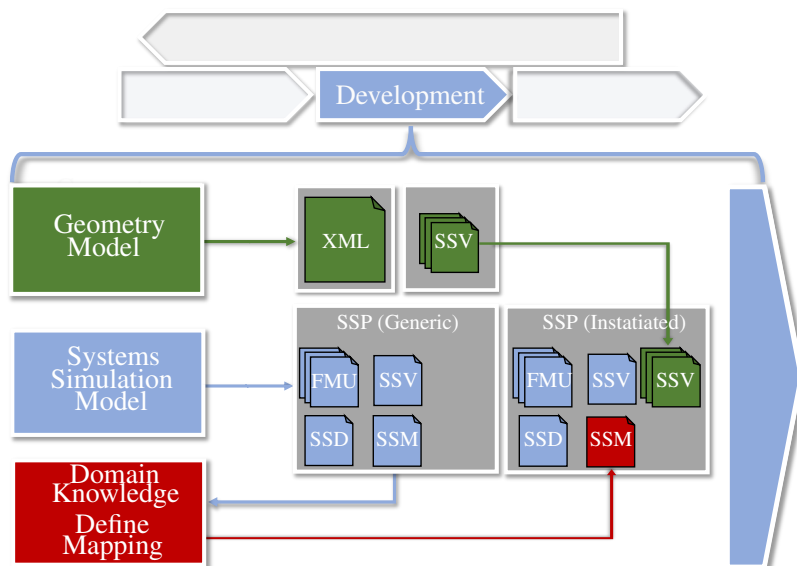 Development
Geometry
Model
XML
SSV
SSP (Generic)
SSP (Instatiated)
Systems
Simulation
Model
FMU
SSV
FMU
SSV
SSV
SSD
SSM
SSD
SSM
Domain
Knowledge
Define
Mapping